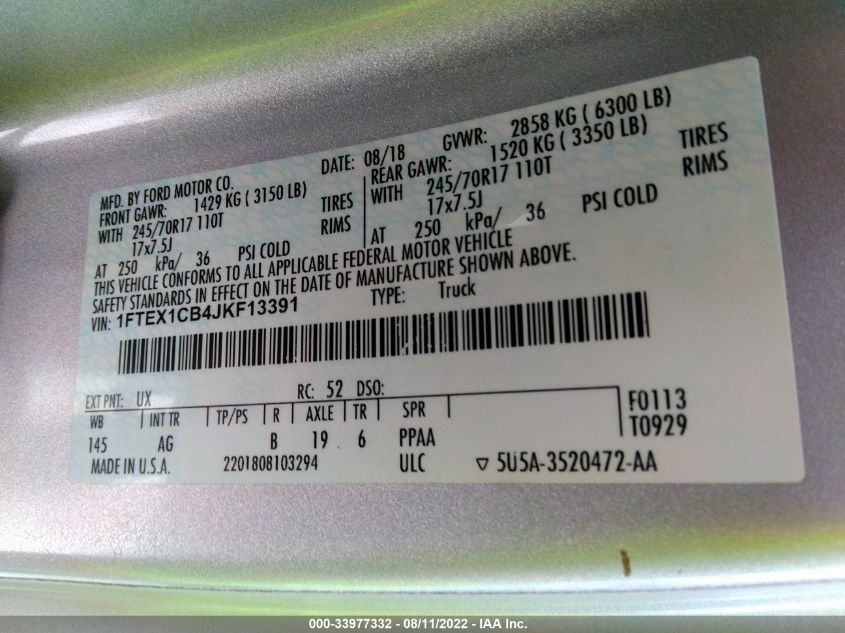 MFD. BY FORD MOTOR CO. DATE: 08/18 GVWR: 2858 KG ( 6300 LB)
FRONT GAWR: 1429 KG ( 3150 LB) REAR GAWR: 1520 KG ( 3350 LB)
WITH 245/70R17 110T TIRES WITH 245/70R17 110T TIRES
17x7.5J RIMS 17x7.5J RIMS
AT 250 kPa/ 36 PSI COLD AT 250 kPa/ 36 PSI COLD
THIS VEHICLE CONFORMS TO ALL APPLICABLE FEDERAL MOTOR VEHICLE
SAFETY STANDARDS IN EFFECT ON THE DATE OF MANUFACTURE SHOWN ABOVE.
VIN: 1FTEX1CB4JKF13391 TYPE: Truck
EXT PNT: UX RC: 52 DSO: F0113
WB INT TR TP/PS R AXLE TR SPR T0929
145 AG B 19 6 PPAA
MADE IN U.S.A. 2201808103294 ULC ▽ 5U5A-3520472-AA
000-33977332 - 08/11/2022 - IAA Inc.